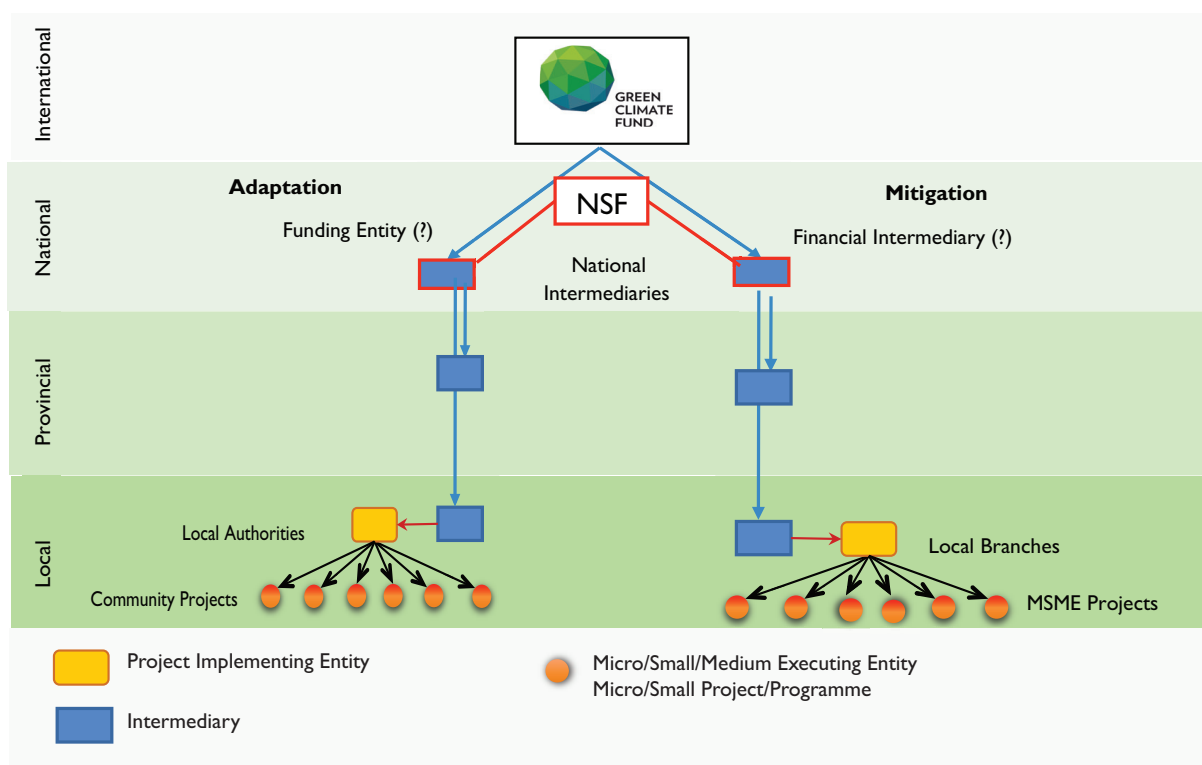 International
GREEN
CLIMATE
FUND
National
Adaptation
NSF
Mitigation
Funding Entity (?)
Financial Intermediary (?)
National
Intermediaries
Provincial
Local
Local Authorities
Local Branches
Community Projects
MSME Projects
Project Implementing Entity
Micro/Small/Medium Executing Entity
Micro/Small Project/Programme
Intermediary